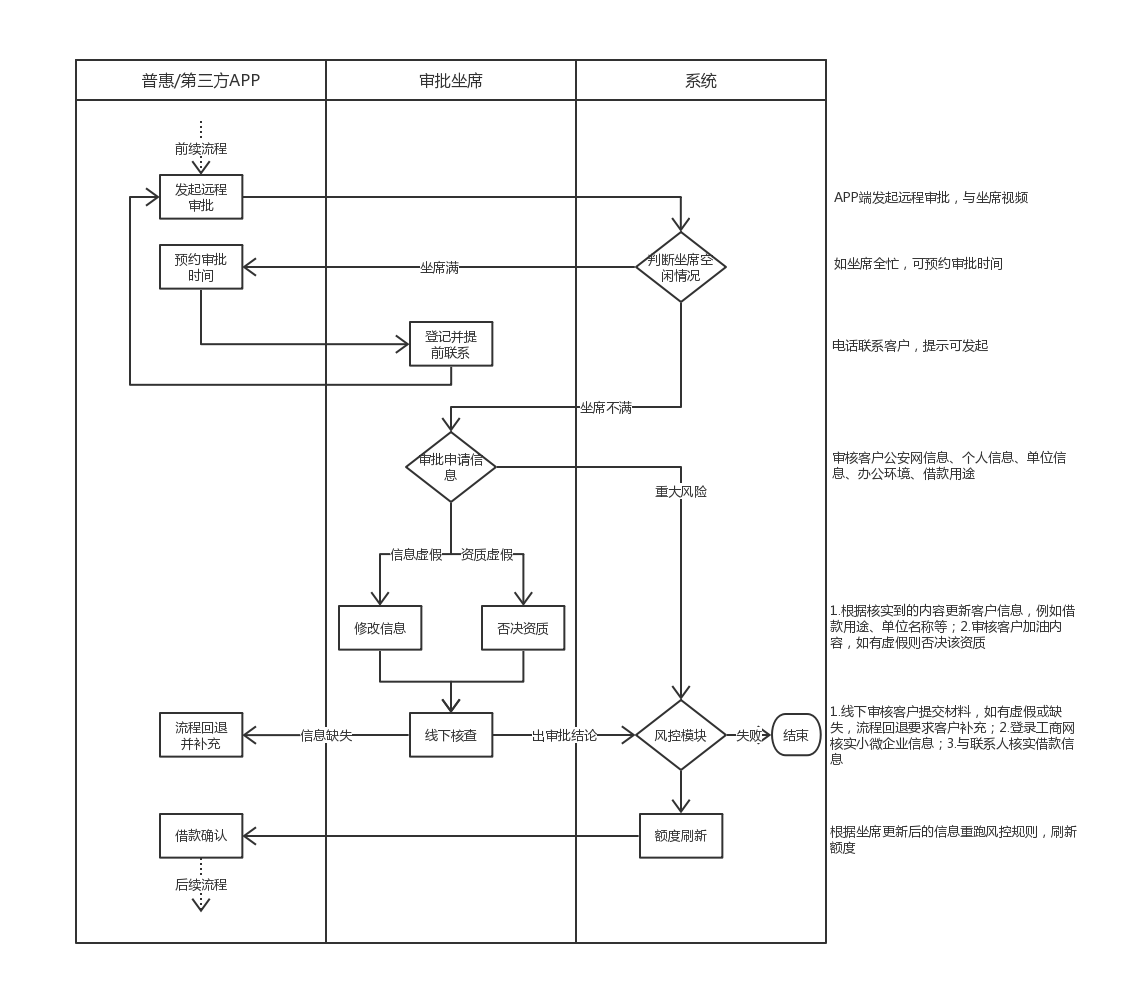 普惠/第三方APP
审批坐席
系统
前续流程
发起远程
审批
APP端发起远程审批，与坐席视频
预约审批
时间
坐席满
判断坐席空
闲情况
如坐席全忙，可预约审批时间
登记并提
前联系
电话联系客户，提示可发起
坐席不满
审批申请信
息
审核客户公安网信息、个人信息、单位信
息、办公环境、借款用途
重大风险
信息虚假
资质虚假
修改信息
否决资质
1.根据核实到的内容更新客户信息，例如借
款用途、单位名称等；2.审核客户加油内
容，如有虚假则否决该资质
流程回退
并补充
信息缺失
线下核查
出审批结论
风控模块
失败
结束
1.线下审核客户提交材料，如有虚假或缺
失，流程回退要求客户补充；2.登录工商网
核实小微企业信息；3.与联系人核实借款信
息
借款确认
额度刷新
根据坐席更新后的信息重跑风控规则，刷新
额度
后续流程